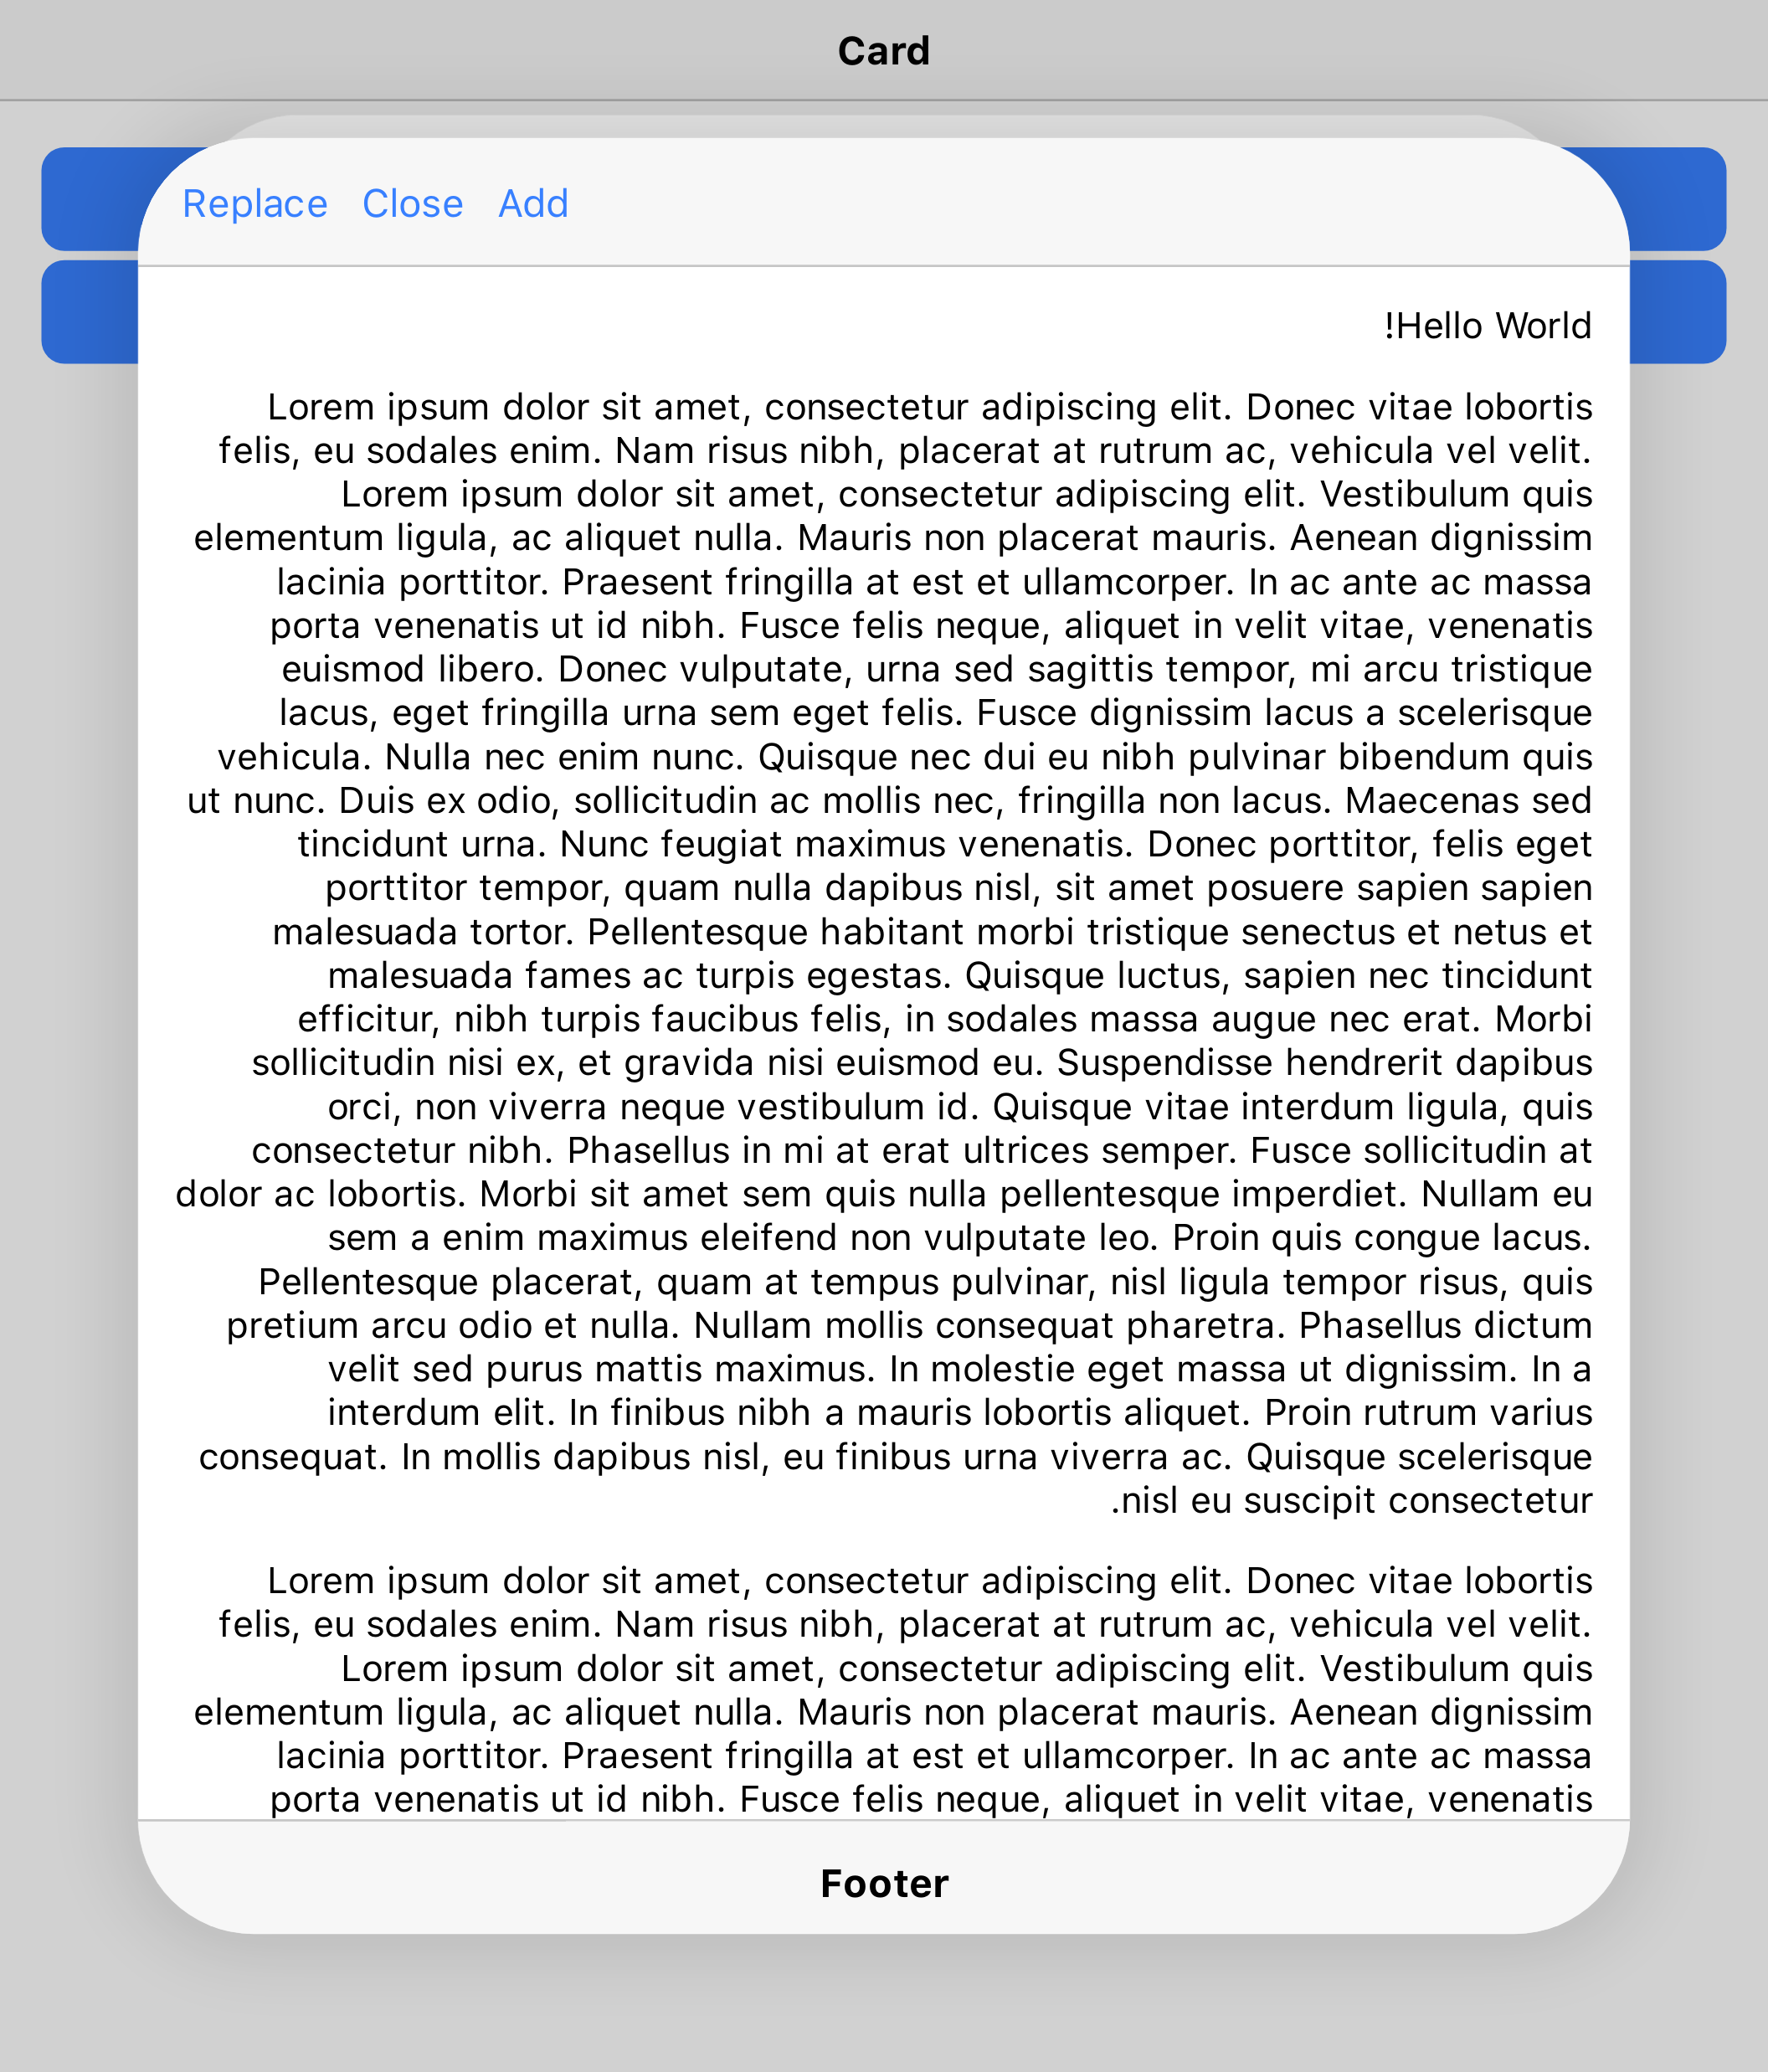 Card
Replace Close Add
!Hello World
Lorem ipsum dolor sit amet, consectetur adipiscing elit. Donec vitae lobortis
felis, eu sodales enim. Nam risus nibh, placerat at rutrum ac, vehicula vel velit.
Lorem ipsum dolor sit amet, consectetur adipiscing elit. Vestibulum quis
elementum ligula, ac aliquet nulla. Mauris non placerat mauris. Aenean dignissim
lacinia porttitor. Praesent fringilla at est et ullamcorper. In ac ante ac massa
porta venenatis ut id nibh. Fusce felis neque, aliquet in velit vitae, venenatis
euismod libero. Donec vulputate, urna sed sagittis tempor, mi arcu tristique
lacus, eget fringilla urna sem eget felis. Fusce dignissim lacus a scelerisque
vehicula. Nulla nec enim nunc. Quisque nec dui eu nibh pulvinar bibendum quis
ut nunc. Duis ex odio, sollicitudin ac mollis nec, fringilla non lacus. Maecenas sed
tincidunt urna. Nunc feugiat maximus venenatis. Donec porttitor, felis eget
porttitor tempor, quam nulla dapibus nisl, sit amet posuere sapien sapien
malesuada tortor. Pellentesque habitant morbi tristique senectus et netus et
malesuada fames ac turpis egestas. Quisque luctus, sapien nec tincidunt
efficitur, nibh turpis faucibus felis, in sodales massa augue nec erat. Morbi
sollicitudin nisi ex, et gravida nisi euismod eu. Suspendisse hendrerit dapibus
orci, non viverra neque vestibulum id. Quisque vitae interdum ligula, quis
consectetur nibh. Phasellus in mi at erat ultrices semper. Fusce sollicitudin at
dolor ac lobortis. Morbi sit amet sem quis nulla pellentesque imperdiet. Nullam eu
sem a enim maximus eleifend non vulputate leo. Proin quis congue lacus.
Pellentesque placerat, quam at tempus pulvinar, nisl ligula tempor risus, quis
pretium arcu odio et nulla. Nullam mollis consequat pharetra. Phasellus dictum
velit sed purus mattis maximus. In molestie eget massa ut dignissim. In a
interdum elit. In finibus nibh a mauris lobortis aliquet. Proin rutrum varius
consequat. In mollis dapibus nisl, eu finibus urna viverra ac. Quisque scelerisque
.nisl eu suscipit consectetur
Lorem ipsum dolor sit amet, consectetur adipiscing elit. Donec vitae lobortis
felis, eu sodales enim. Nam risus nibh, placerat at rutrum ac, vehicula vel velit.
Lorem ipsum dolor sit amet, consectetur adipiscing elit. Vestibulum quis
elementum ligula, ac aliquet nulla. Mauris non placerat mauris. Aenean dignissim
lacinia porttitor. Praesent fringilla at est et ullamcorper. In ac ante ac massa
porta venenatis ut id nibh. Fusce felis neque, aliquet in velit vitae, venenatis
Footer